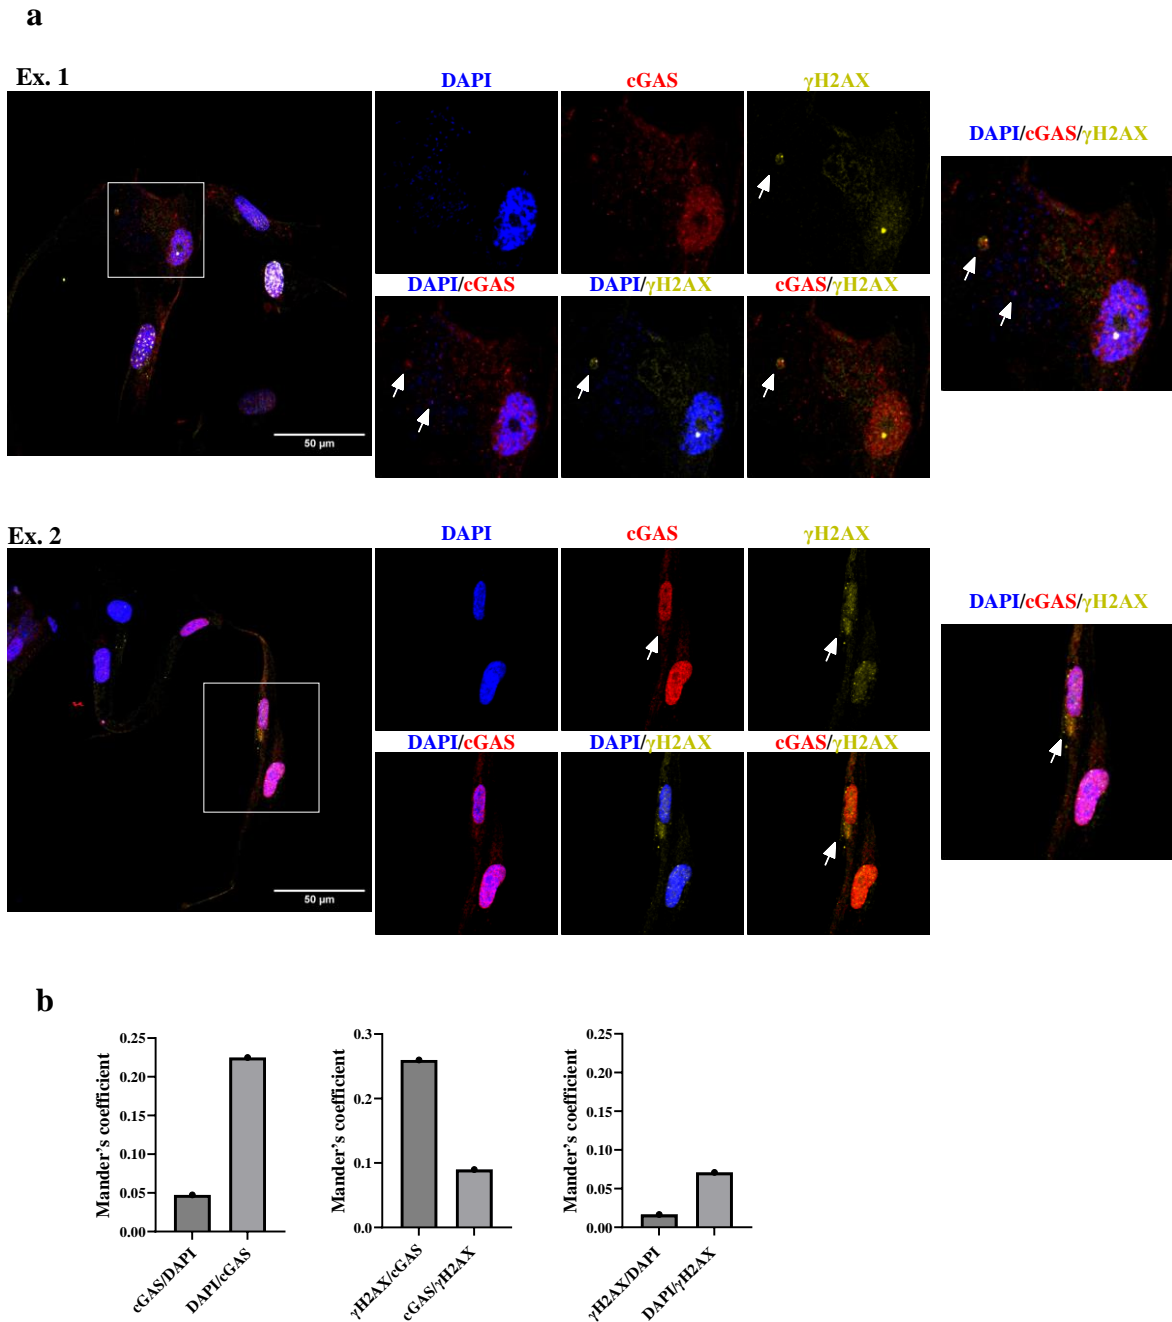 a
Ex. 1
DAPI
cGAS
γH2AX
DAPI/cGAS/γH2AX
DAPI/cGAS
DAPI/γH2AX
cGAS/γH2AX
50 μm
Ex. 2
DAPI
cGAS
γH2AX
DAPI/cGAS/γH2AX
DAPI/cGAS
DAPI/γH2AX
cGAS/γH2AX
50 μm
b
Mander's coefficient
0.25
0.20
0.15
0.10
0.05
0.00
cGAS/DAPI
DAPI/cGAS
Mander's coefficient
0.3
0.2
0.1
0.0
γH2AX/cGAS
cGAS/γH2AX
Mander's coefficient
0.25
0.20
0.15
0.10
0.05
0.00
γH2AX/DAPI
DAPI/γH2AX